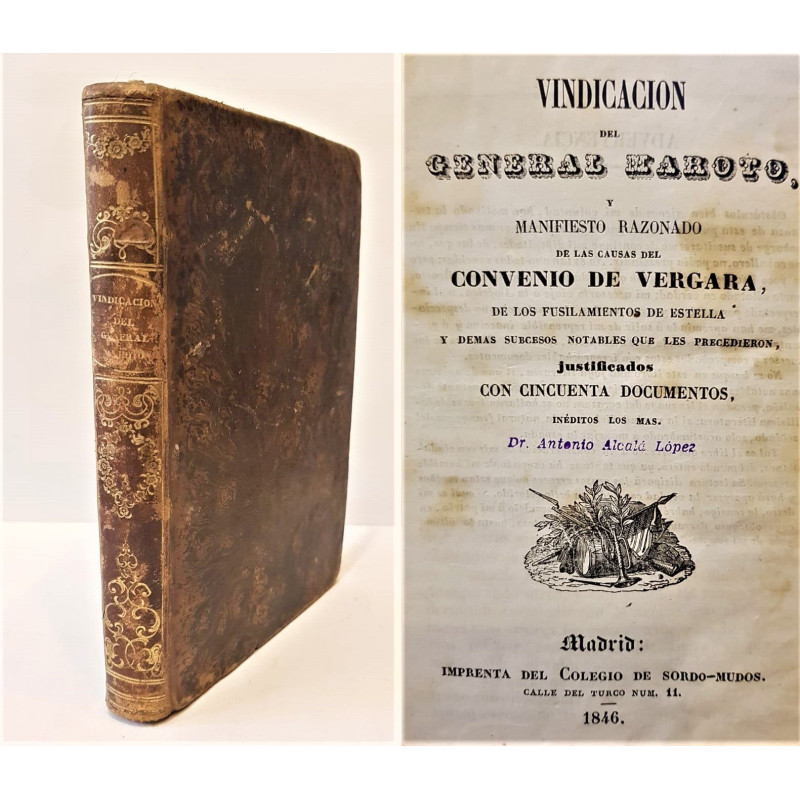 VINDICACION
DEL
GENERAL
VINDICACION
DEL
GENERAL MAROTO,
Y
MANIFIESTO RAZONADO
DE LAS CAUSAS DEL
CONVENIO DE VERGARA,
DE LOS FUSILAMIENTOS DE ESTELLA
Y DEMAS SUBCESOS NOTABLES QUE LES PRECEDIERON,
justificados
CON CINCUENTA DOCUMENTOS,
INÉDITOS LOS MAS.
Dr. Antonio Alcalá López
Madrid:
IMPRENTA DEL COLEGIO DE SORDO-MUDOS.
CALLE DEL TURCO NUM. 11.
1846.